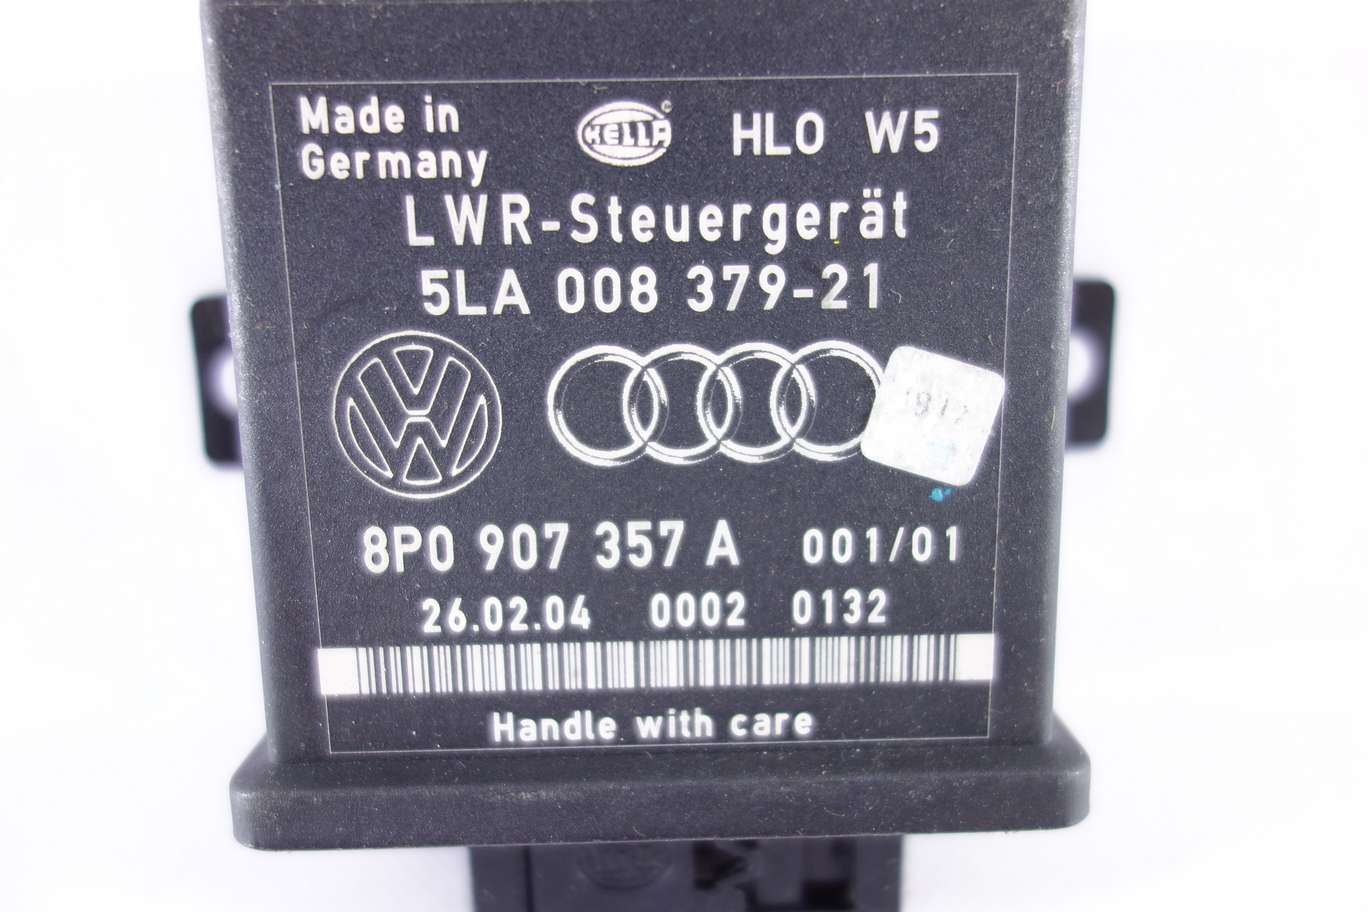 Made in
Germany
HELLA HLO W5
LWR-Steuergerät
5LA 008 379-21
8P0 907 357 A 001/01
26.02.04 0002 0132
Handle with care